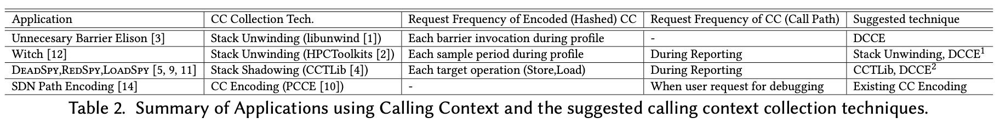 Application CC Collection Tech. Request Frequency of Encoded (Hashed) CC Request Frequency of CC (Call Path) Suggested technique
Unnecesary Barrier Elison [3] Stack Unwinding (libunwind [1]) Each barrier invocation during profile - DCCE
Witch [12] Stack Unwinding (HPCToolkits [2]) Each sample period during profile During Reporting Stack Unwinding, DCCE1
DeadSpy,RedSpy,LoadSpy [5, 9, 11] Stack Shadowing (CCTLib [4]) Each target operation (Store,Load) During Reporting CCTLib, DCCE2
SDN Path Encoding [14] CC Encoding (PCCE [10]) - When user request for debugging Existing CC Encoding
Table 2. Summary of Applications using Calling Context and the suggested calling context collection techniques.